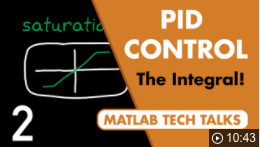 saturatio
2
PID
CONTROL
The Integral!
MATLAB TECH TALKS
10:43